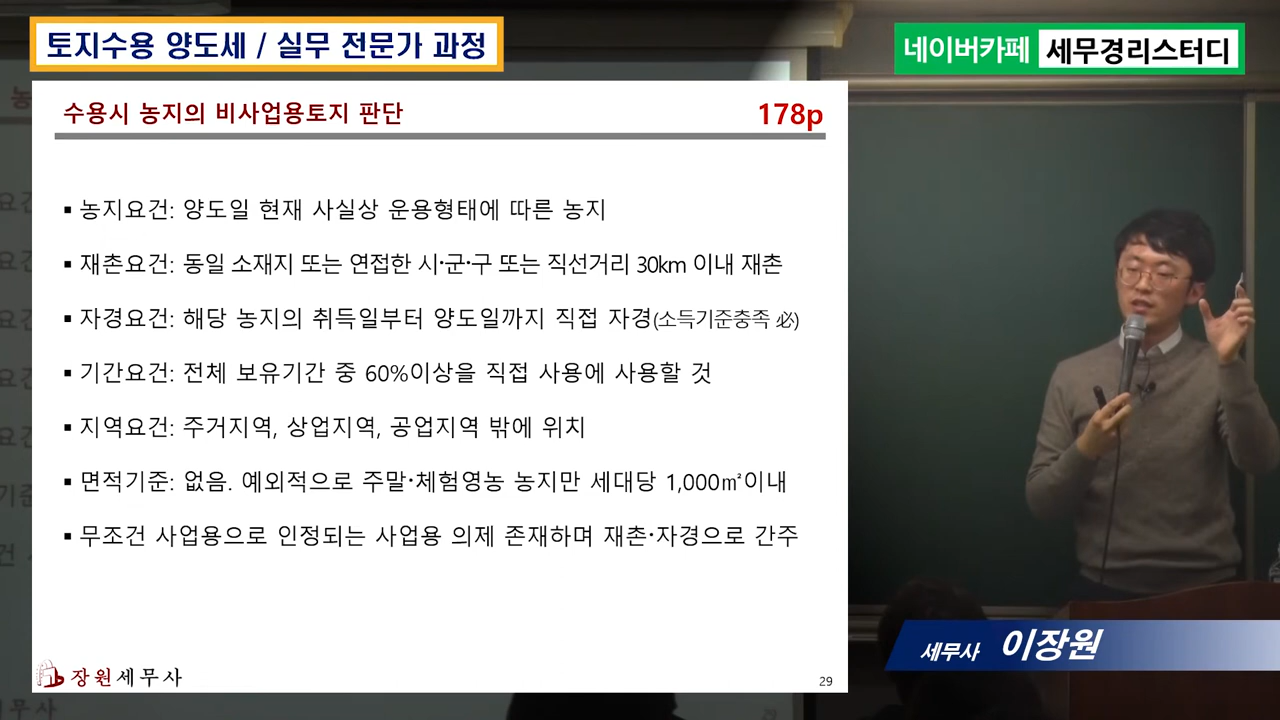 토지수용 양도세 / 실무 전문가 과정
네이버카페 세무경리스터디
수용시 농지의 비사업용토지 판단
178p
▪ 농지요건: 양도일 현재 사실상 운용형태에 따른 농지
▪ 재촌요건: 동일 소재지 또는 연접한 시·군·구 또는 직선거리 30km 이내 재촌
▪ 자경요건: 해당 농지의 취득일부터 양도일까지 직접 자경(소득기준충족 必)
▪ 기간요건: 전체 보유기간 중 60%이상을 직접 사용에 사용할 것
▪ 지역요건: 주거지역, 상업지역, 공업지역 밖에 위치
▪ 면적기준: 없음. 예외적으로 주말·체험영농 농지만 세대당 1,000㎡이내
▪ 무조건 사업용으로 인정되는 사업용 의제 존재하며 재촌·자경으로 간주
세무사 이장원
장원세무사
29